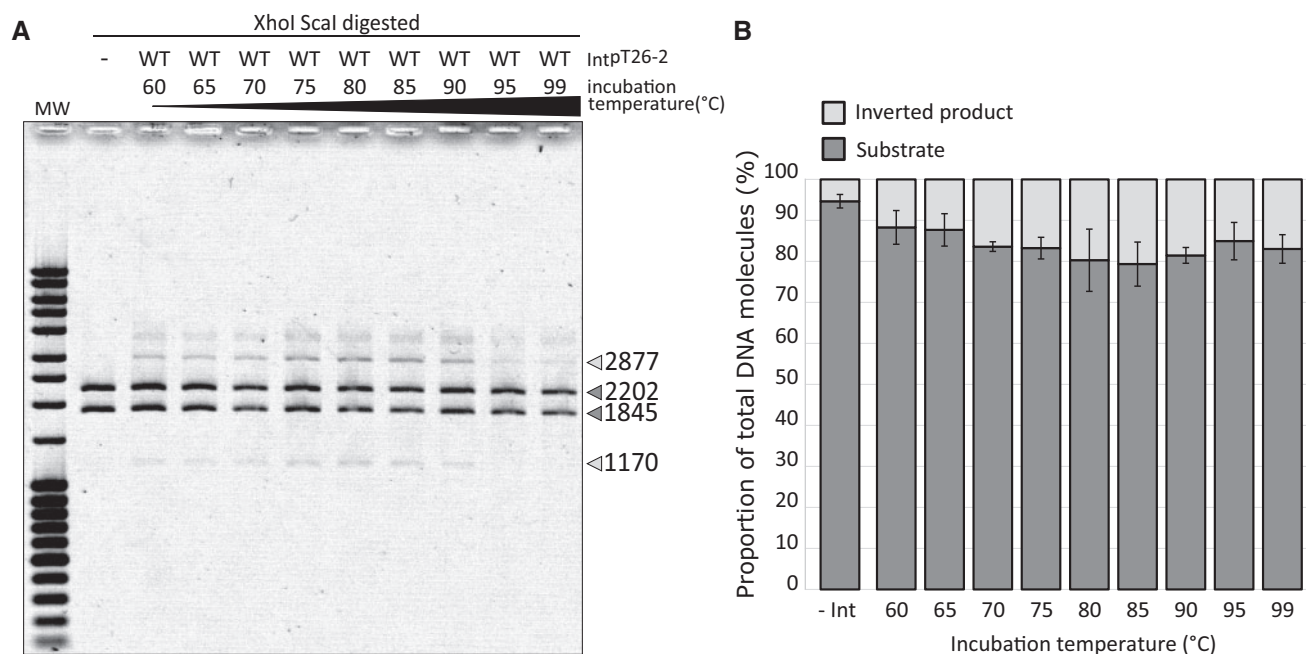 A
XhoI ScaI digested
- WT WT WT WT WT WT WT WT WT IntpT26-2
60 65 70 75 80 85 90 95 99 incubation temperature(°C)
MW
2877
2202
1845
1170
B
Inverted product
Substrate
Proportion of total DNA molecules (%)
100
90
80
70
60
50
40
30
20
10
0
- Int 60 65 70 75 80 85 90 95 99
Incubation temperature (°C)